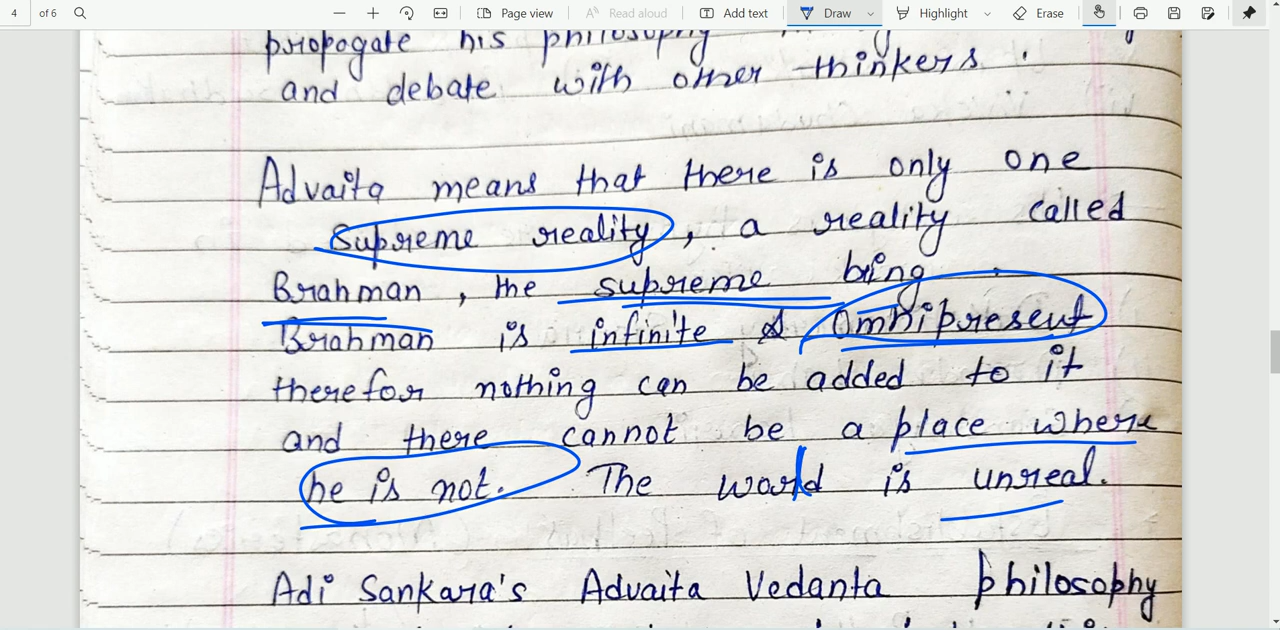 4 of 6 Page view Read aloud Add text Draw Highlight Erase
propogate his philosophy
and debate with other thinkers.
Advaita means that there is only one
supreme reality, a reality called
Brahman, the supreme being.
Brahman is infinite & Omnipresent
therefor nothing can be added to it
and there cannot be a place where
he is not. The world is unreal.
Adi Sankara's Advaita Vedanta philosophy